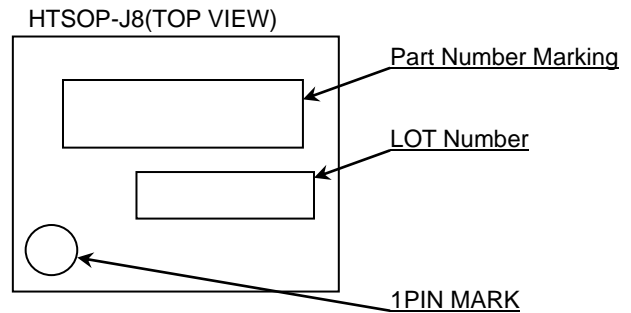 HTSOP-J8(TOP VIEW)
Part Number Marking
LOT Number
1PIN MARK